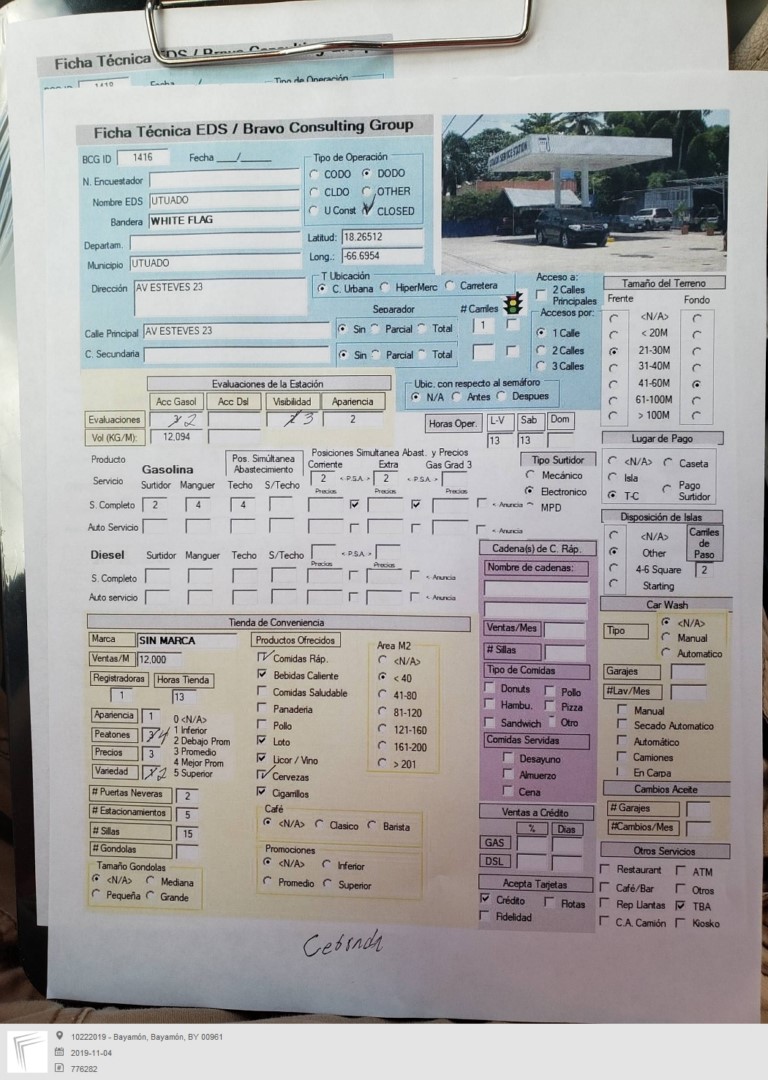 Ficha Técnica EDS / Bravo Consulting Group
1418 Fecha / Tipo de Operación
Ficha Técnica EDS / Bravo Consulting Group
BCG ID 1416 Fecha ___/_____
N. Encuestador
Nombre EDS UTUADO
Bandera WHITE FLAG
Departam.
Municipio UTUADO
Dirección AV ESTEVES 23
Calle Principal AV ESTEVES 23
C. Secundaria
Tipo de Operación
CODO DODO
CLDO OTHER
U Const CLOSED
Latitud: 18.26512
Long.: -66.6954
T Ubicación
C. Urbana HiperMerc Carretera
Separador # Carriles
Sin Parcial Total 1
Sin Parcial Total
Acceso a:
2 Calles
Principales
Accesos por:
1 Calle
2 Calles
3 Calles
Ubic. con respecto al semáforo
N/A Antes Despues
Tamaño del Terreno
Frente Fondo
<N/A>
< 20M
21-30M
31-40M
41-60M
61-100M
> 100M
Evaluaciones de la Estación
Acc Gasol Acc Dsl Visibilidad Apariencia
Evaluaciones 2 3 2
Vol (KG/M): 12.094
Horas Oper. L-V Sab Dom
13 13
Lugar de Pago
<N/A> Caseta
Isla
T-C Pago
Surtidor
Producto
Servicio
Gasolina
Surtidor Manguer
Pos. Simúltanea
Abastecimiento
Techo S/Techo
Posiciones Simultanea Abast. y Precios
Corriente Extra Gas Grad 3
2 < P.S.A. > 2 < P.S.A. >
Precios Precios Precios
S. Completo 2 4 4 < Anuncia
Auto Servicio < Anuncia
Tipo Surtidor
Mecánico
Electronico
MPD
Disposición de Islas
<N/A>
Other
4-6 Square
Starting
Carriles
de
Paso
2
Diesel Surtidor Manguer Techo S/Techo < P.S.A. >
Precios Precios
S. Completo < Anuncia
Auto servicio < Anuncia
Cadena(s) de C. Ráp.
Nombre de cadenas:
Ventas/Mes
# Sillas
Tipo de Comidas
Donuts Pollo
Hambu. Pizza
Sandwich Otro
Comidas Servidas
Desayuno
Almuerzo
Cena
Car Wash
Tipo <N/A>
Manual
Automatico
Garajes
#Lav/Mes
Manual
Secado Automatico
Automático
Camiones
En Carpa
Cambios Aceite
# Garajes
#Cambios/Mes
Tienda de Conveniencia
Marca SIN MARCA
Ventas/M 12,000
Registradoras Horas Tienda
1 13
Apariencia 1
Peatones 4
Precios 3
Variedad 2
0 <N/A>
1 Inferior
2 Debajo Prom
3 Promedio
4 Mejor Prom
5 Superior
# Puertas Neveras 2
# Estacionamientos 5
# Sillas 15
# Gondolas
Tamaño Gondolas
<N/A> Mediana
Pequeña Grande
Productos Ofrecidos
Comidas Ráp.
Bebidas Caliente
Comidas Saludable
Panaderia
Pollo
Loto
Licor / Vino
Cervezas
Cigarrillos
Area M2
<N/A>
< 40
41-80
81-120
121-160
161-200
> 201
Café
<N/A> Clasico Barista
Promociones
<N/A> Inferior
Promedio Superior
Ventas a Crédito
% Dias
GAS
DSL
Acepta Tarjetas
Crédito Flotas
Fidelidad
Otros Servicios
Restaurant ATM
Café/Bar Otros
Rep Llantas TBA
C.A. Camión Kiosko
10222019 - Bayamón, Bayamón, BY 00961
2019-11-04
776282